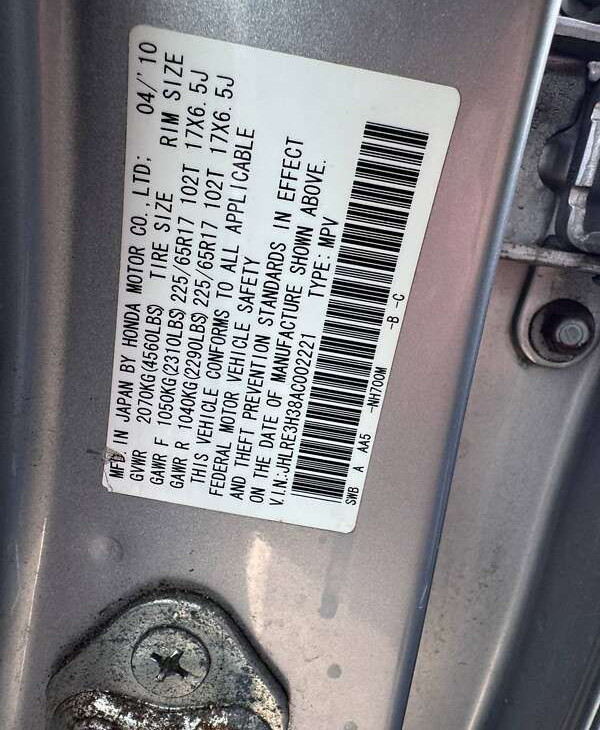 MFD. IN JAPAN BY HONDA MOTOR CO., LTD; 04/'10
GVWR 2070KG(4560LBS) TIRE SIZE RIM SIZE
GAWR F 1050KG(2310LBS) 225/65R17 102T 17X6.5J
GAWR R 1040KG(2290LBS) 225/65R17 102T 17X6.5J
THIS VEHICLE CONFORMS TO ALL APPLICABLE
FEDERAL MOTOR VEHICLE SAFETY
AND THEFT PREVENTION STANDARDS IN EFFECT
ON THE DATE OF MANUFACTURE SHOWN ABOVE.
V.I.N.:JHLRE3H38AC002221 TYPE: MPV
SWB A AA5 -NH700M -B -C